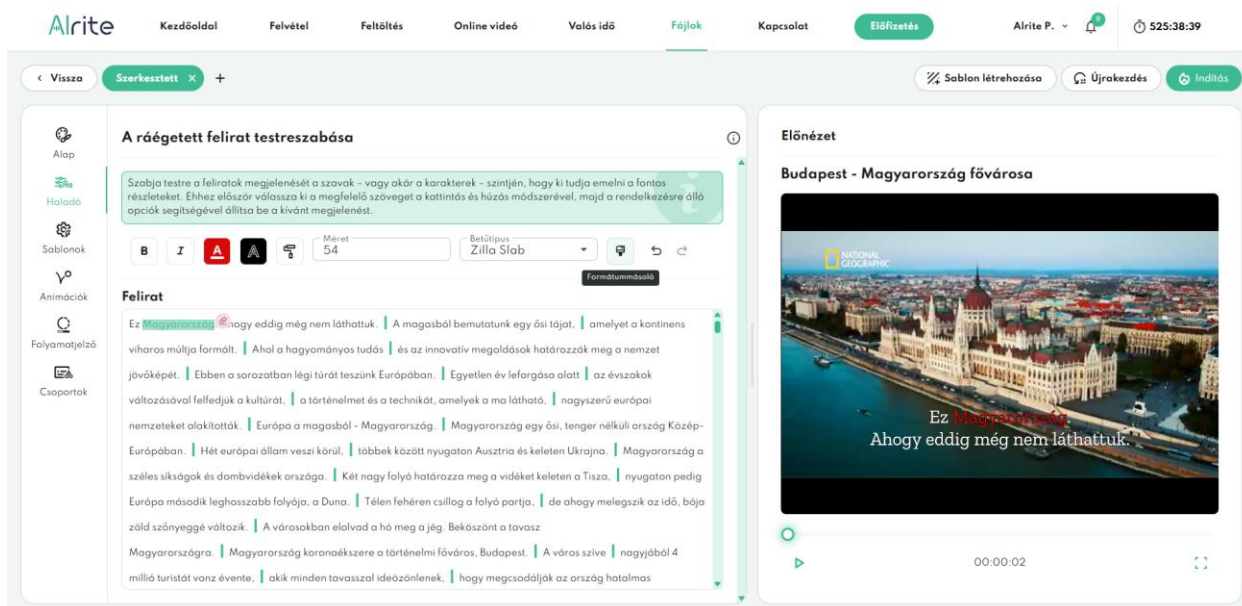 Alrite
Kezdőoldal
Felvétel
Feltöltés
Online videó
Valós idő
Fájlok
Kapcsolat
Előfizetés
Alrite P.
9
525:38:39
Vissza
Szerkesztett ×
+
Sablon létrehozása
Újrakezdés
Indítás
Alap
Haladó
Sablonok
Animációk
Folyamatjelző
Csoportok
A ráégetett felirat testreszabása
Szabja testre a feliratok megjelenését a szavak – vagy akár a karakterek – szintjén, hogy ki tudja emelni a fontos
részleteket. Ehhez először válassza ki a megfelelő szöveget a kattintás és húzás módszerével, majd a rendelkezésre álló
opciók segítségével állítsa be a kívánt megjelenést.
B
I
A
A
Méret
54
Betűtípus
Zilla Slab
Formátummásoló
Felirat
Ez Magyarország hogy eddig még nem láthattuk. | A magasból bemutatunk egy ősi tájat, | amelyet a kontinens
viharos múltja formált. | Ahol a hagyományos tudás | és az innovatív megoldások határozzák meg a nemzet
jövőképét. | Ebben a sorozatban légi túrát teszünk Európában. | Egyetlen év leforgása alatt | az évszakok
változásával felfedjük a kultúrát, | a történelmet és a technikát, amelyek a ma látható, | nagyszerű európai
nemzeteket alakították. | Európa a magasból - Magyarország. | Magyarország egy ősi, tenger nélküli ország Közép-
Európában. | Hét európai állam veszi körül, | többek között nyugaton Ausztria és keleten Ukrajna. | Magyarország a
széles síkságok és dombvidékek országa. | Két nagy folyó határozza meg a vidéket keleten a Tisza, | nyugaton pedig
Európa második leghosszabb folyója, a Duna. | Télen fehéren csillog a folyó partja, | de ahogy melegszik az idő, bája
zöld szőnyeggé változik. | A városokban elolvad a hó meg a jég. Beköszönt a tavasz
Magyarországra. | Magyarország koronaékszere a történelmi főváros, Budapest. | A város szíve | nagyjából 4
millió turistát vonz évente, | akik minden tavasszal ideözönlenek, | hogy megcsodálják az ország hatalmas
Előnézet
Budapest - Magyarország fővárosa
NATIONAL
GEOGRAPHIC
Ez Magyarország
Ahogy eddig még nem láthattuk.
00:00:02